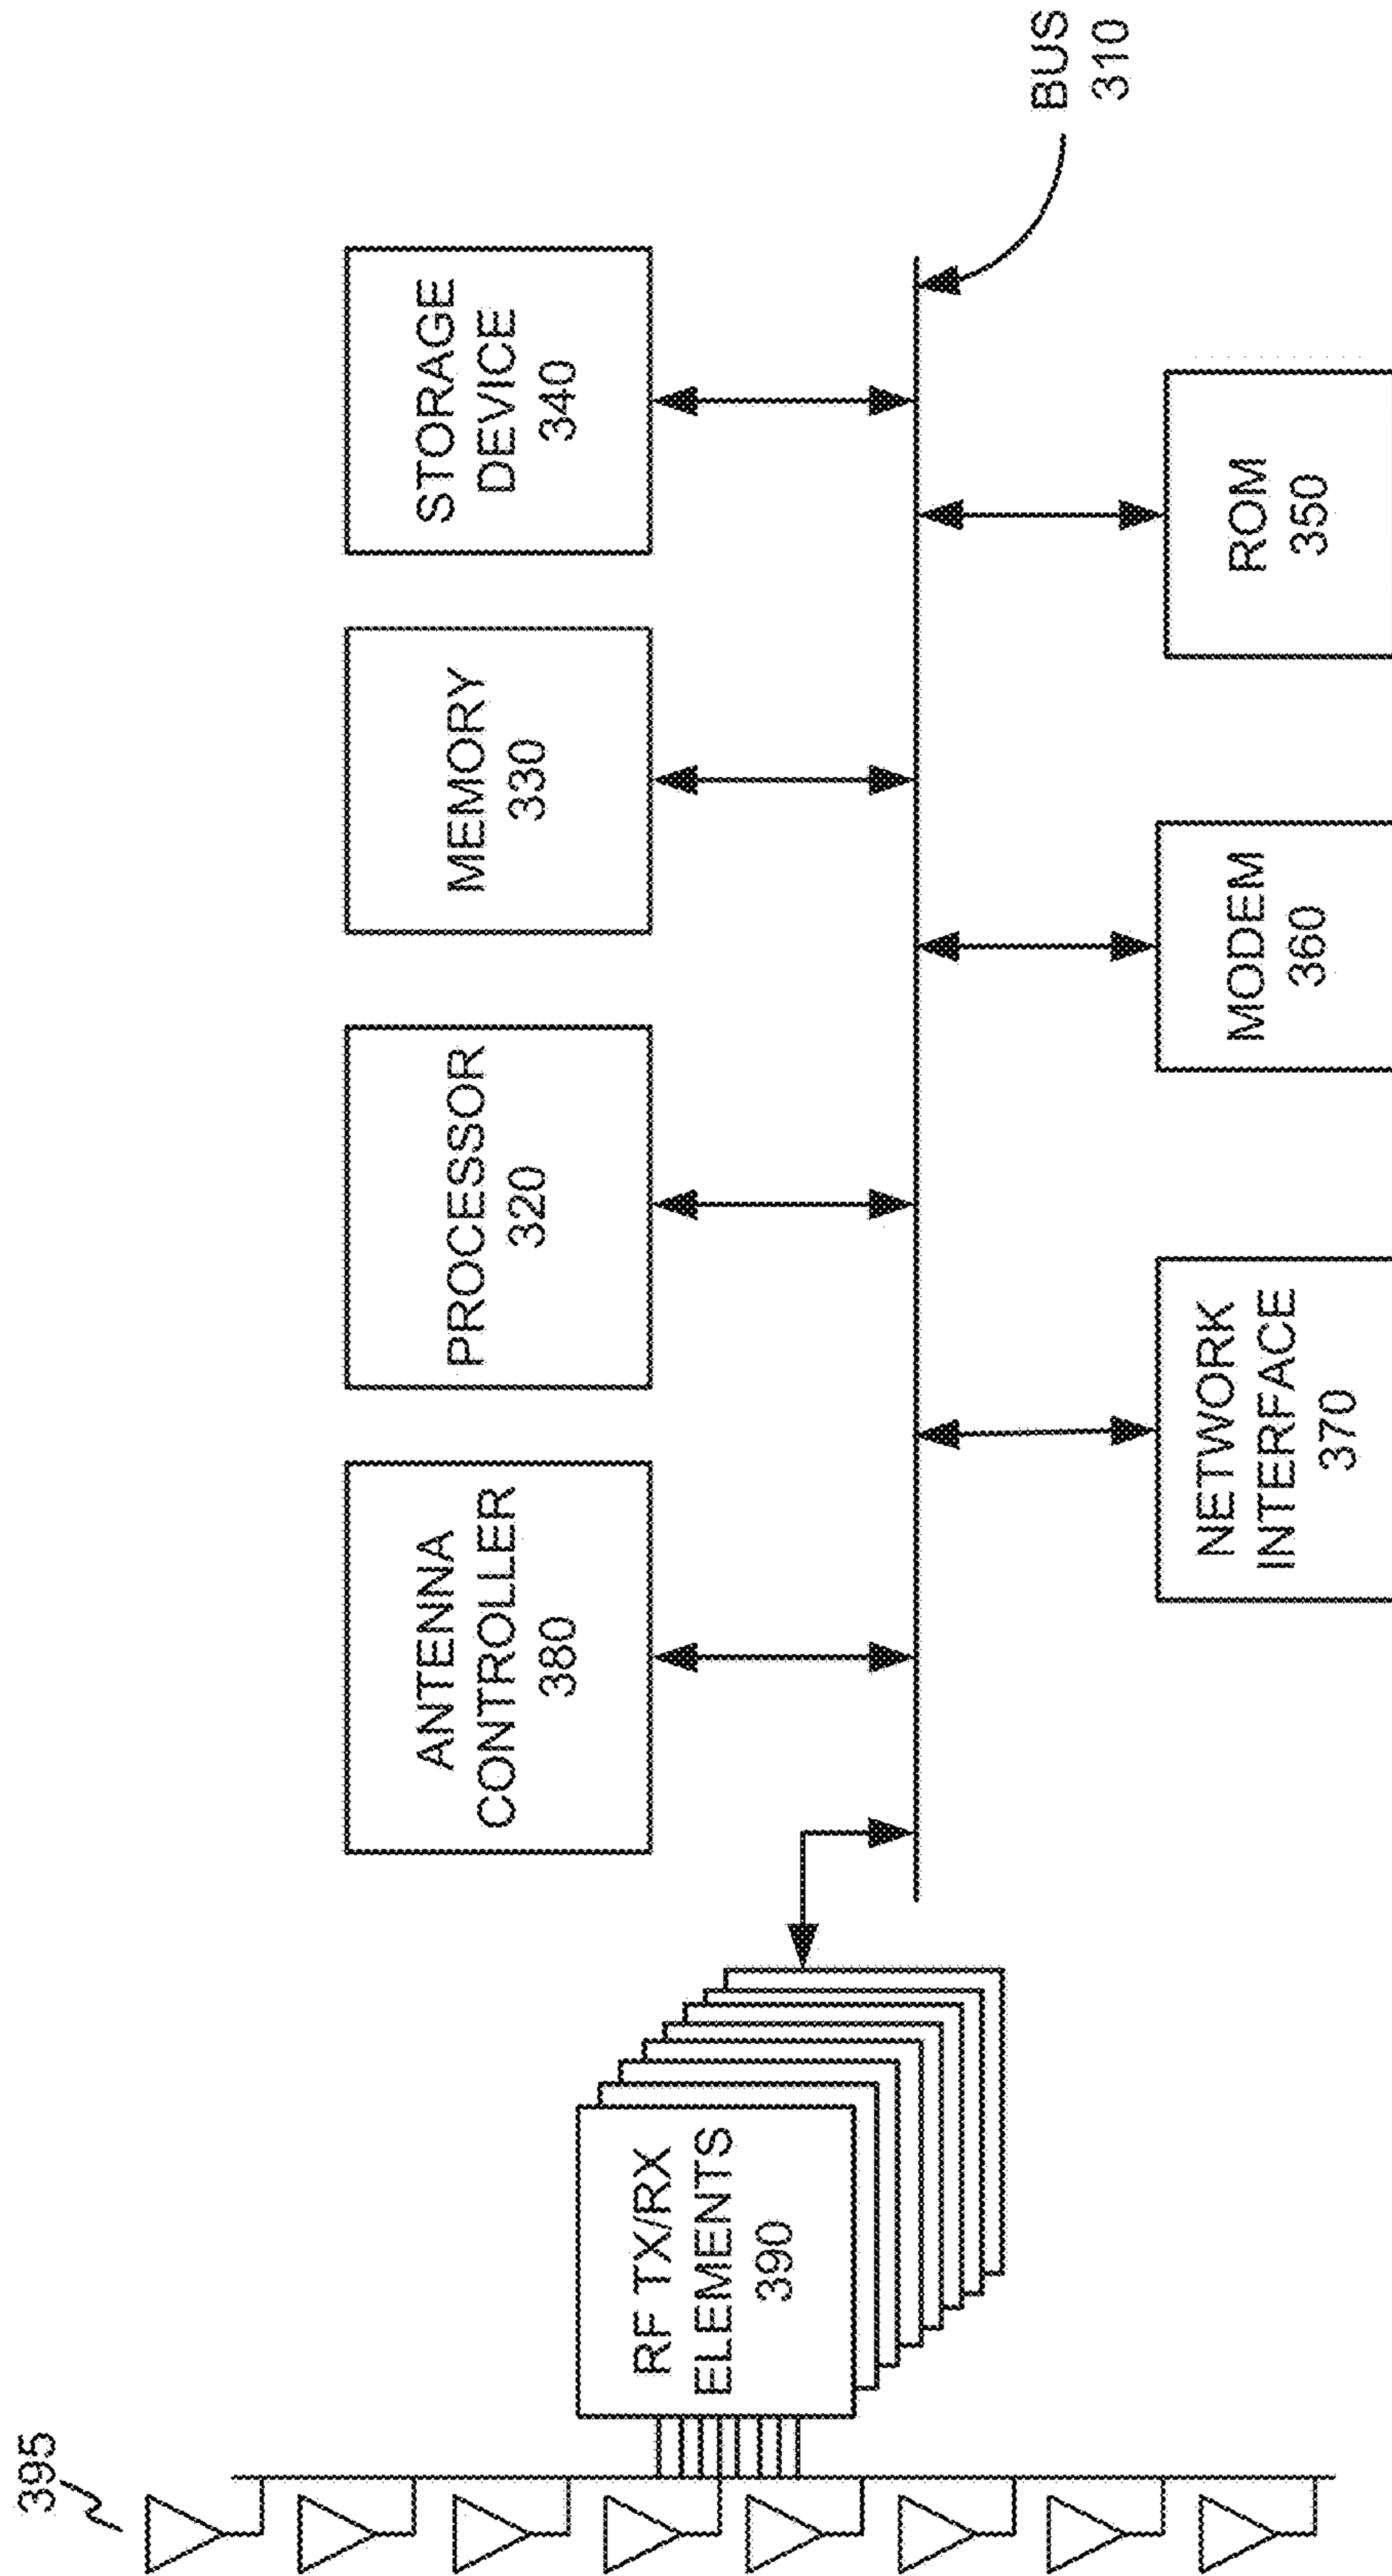 395
RF TX/RX
ELEMENTS
390
ANTENNA
CONTROLLER
380
PROCESSOR
320
MEMORY
330
STORAGE
DEVICE
340
BUS
310
NETWORK
INTERFACE
370
MODEM
360
ROM
350